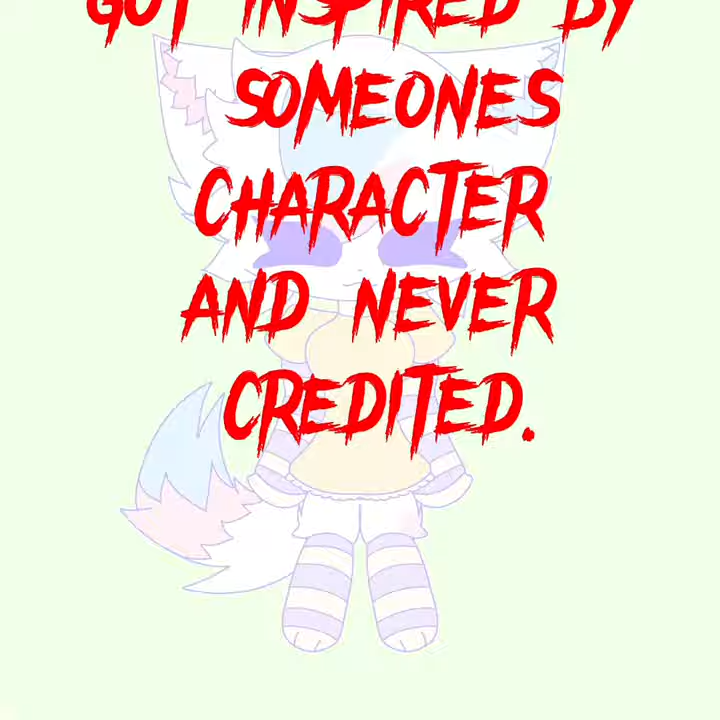 GOT INSPIRED BY
SOMEONES
CHARACTER
AND NEVER
CREDITED.